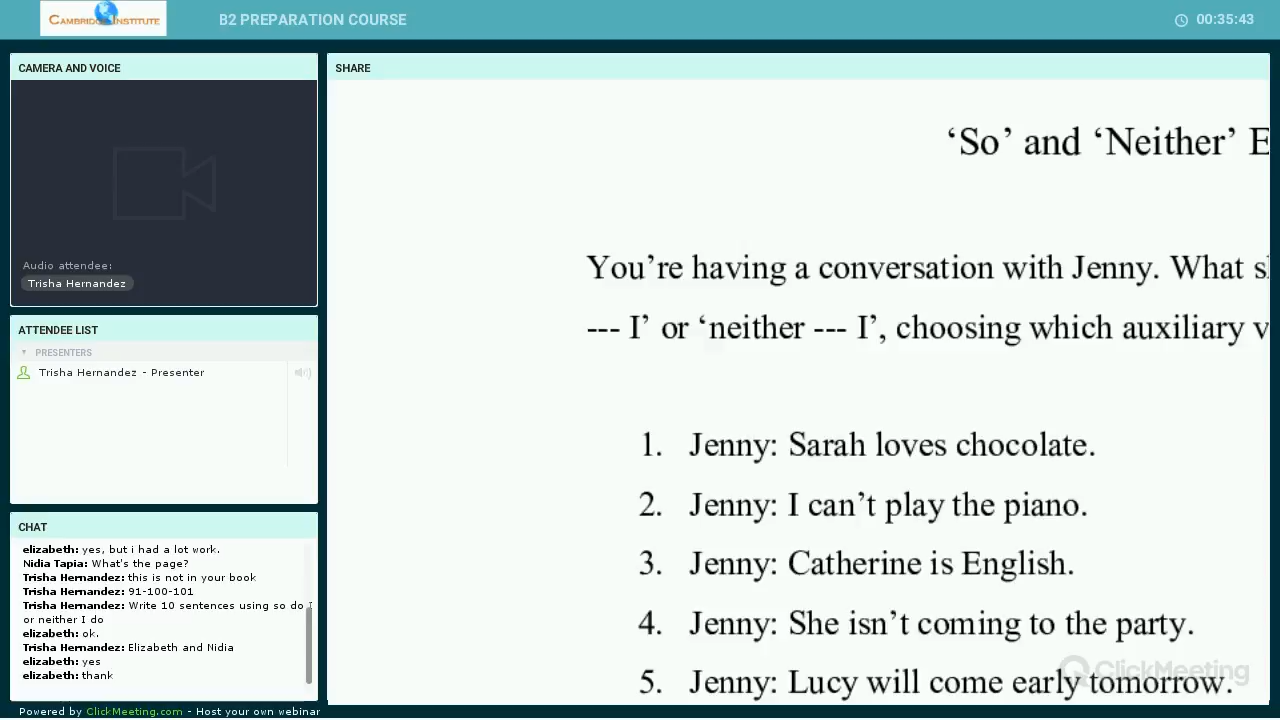 CAMBRIDGE INSTITUTE
B2 PREPARATION COURSE
00:35:43
CAMERA AND VOICE
Audio attendee:
Trisha Hernandez
ATTENDEE LIST
PRESENTERS
Trisha Hernandez - Presenter
CHAT
elizabeth: yes, but i had a lot work.
Nidia Tapia: What's the page?
Trisha Hernandez: this is not in your book
Trisha Hernandez: 91-100-101
Trisha Hernandez: Write 10 sentences using so do I
or neither I do
elizabeth: ok.
Trisha Hernandez: Elizabeth and Nidia
elizabeth: yes
elizabeth: thank
Powered by ClickMeeting.com - Host your own webinar
SHARE
‘So’ and ‘Neither’ E
You’re having a conversation with Jenny. What
--- I’ or ‘neither --- I’, choosing which auxiliary v
1. Jenny: Sarah loves chocolate.
2. Jenny: I can’t play the piano.
3. Jenny: Catherine is English.
4. Jenny: She isn’t coming to the party.
5. Jenny: Lucy will come early tomorrow.
ClickMeeting